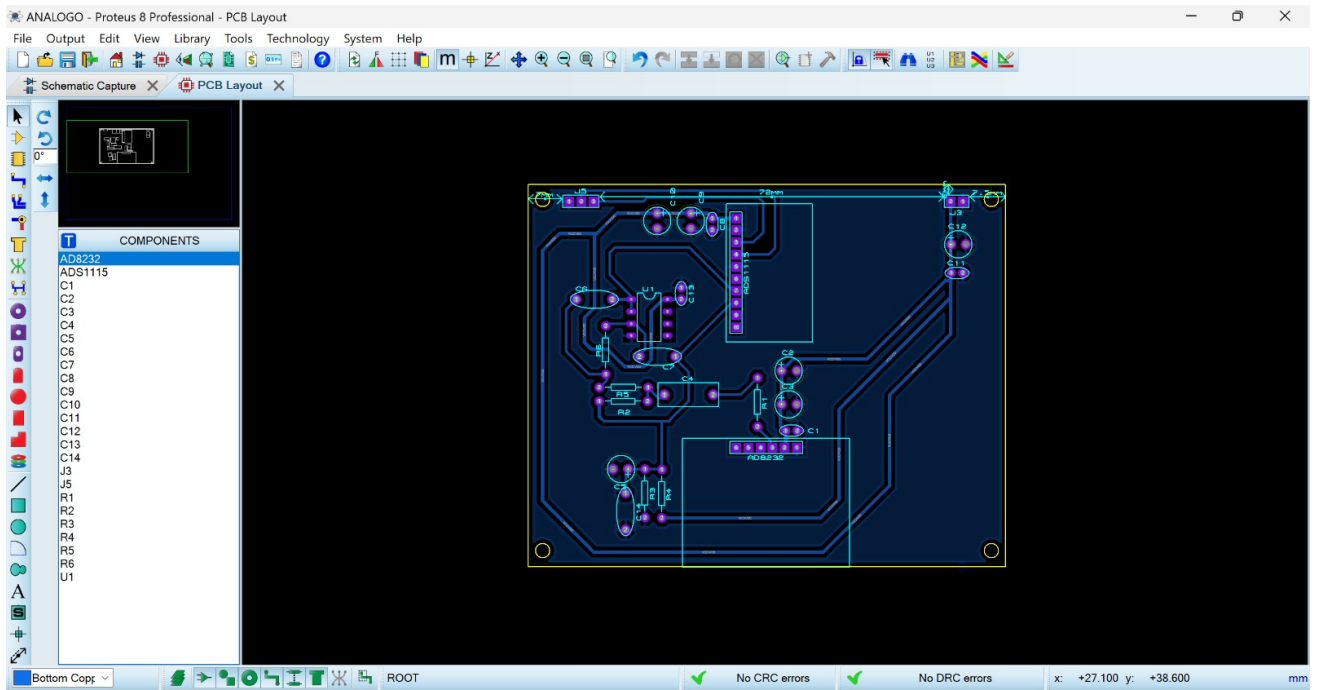 ANALOGO - Proteus 8 Professional - PCB Layout
File Output Edit View Library Tools Technology System Help
Schematic Capture
PCB Layout
0°
T COMPONENTS
AD8232
ADS1115
C1
C2
C3
C4
C5
C6
C7
C8
C9
C10
C11
C12
C13
C14
J3
J5
R1
R2
R3
R4
R5
R6
U1
J5
72mm
J3
C12
C11
C8
ADS1115
C6
U1
C13
R6
C7
C4
R5
R2
R1
C1
AD8232
R3
R4
C14
Bottom Copp
ROOT
No CRC errors
No DRC errors
x: +27.100 y: +38.600
mm